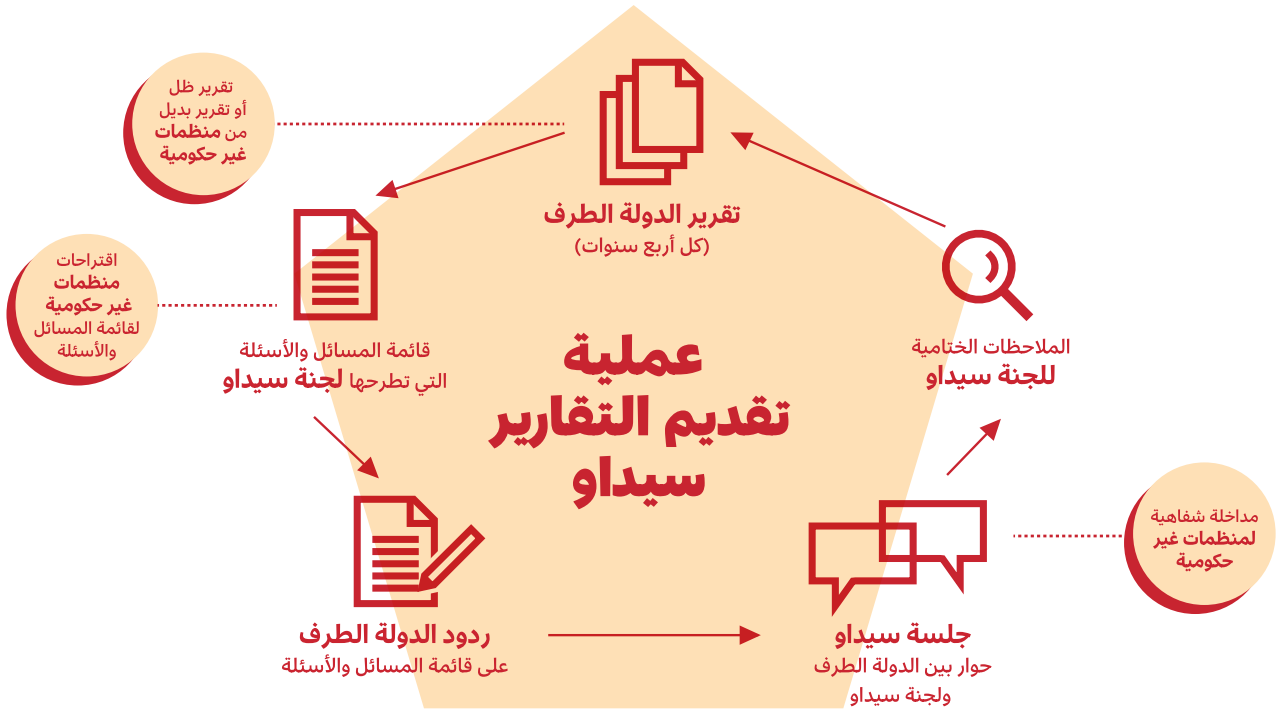 عملية
تقديم التقارير
سيداو
تقرير الدولة الطرف
(كل أربع سنوات)
تقرير ظل
أو تقرير بديل
من منظمات
غير حكومية
قائمة المسائل والأسئلة
التي تطرحها لجنة سيداو
اقتراحات
منظمات
غير حكومية
لقائمة المسائل
والأسئلة
ردود الدولة الطرف
على قائمة المسائل والأسئلة
جلسة سيداو
حوار بين الدولة الطرف
ولجنة سيداو
مداخلة شفاهية
لمنظمات غير
حكومية
الملاحظات الختامية
للجنة سيداو